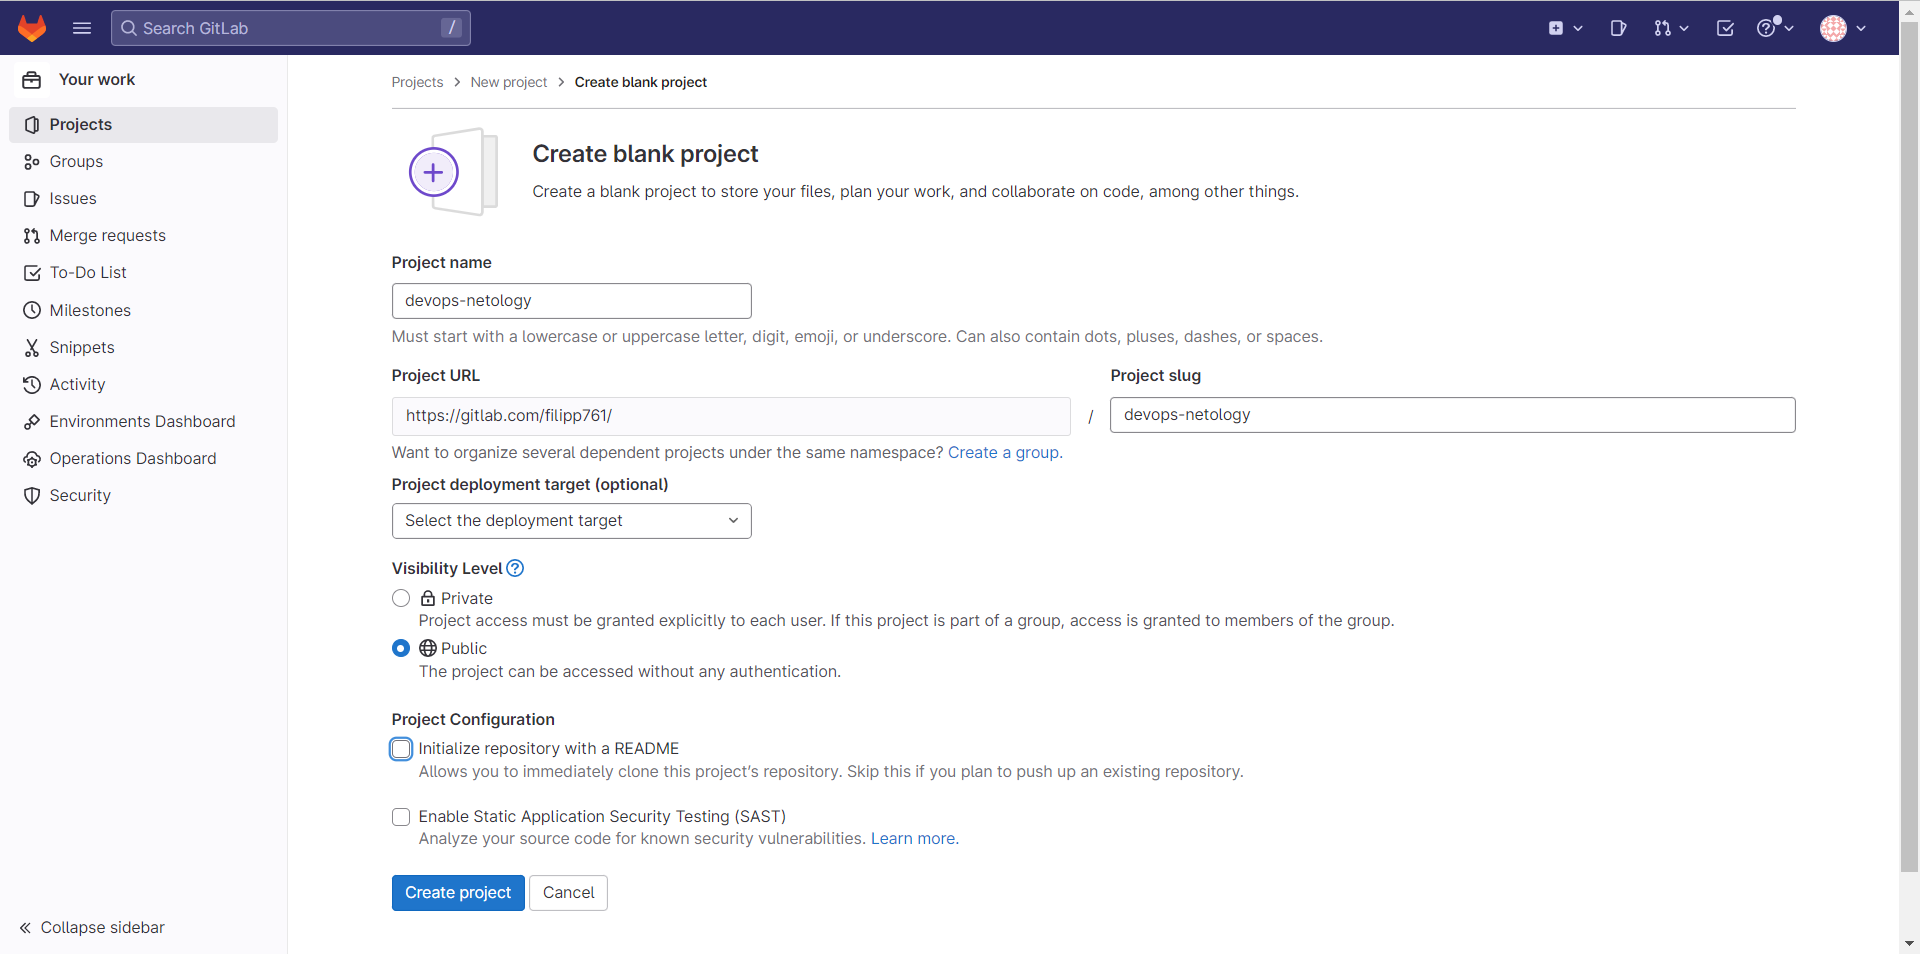 Search GitLab /
Your work
Projects
Groups
Issues
Merge requests
To-Do List
Milestones
Snippets
Activity
Environments Dashboard
Operations Dashboard
Security
Collapse sidebar
Projects > New project > Create blank project
Create blank project
Create a blank project to store your files, plan your work, and collaborate on code, among other things.
Project name
devops-netology
Must start with a lowercase or uppercase letter, digit, emoji, or underscore. Can also contain dots, pluses, dashes, or spaces.
Project URL
https://gitlab.com/filipp761/
/
Project slug
devops-netology
Want to organize several dependent projects under the same namespace? Create a group.
Project deployment target (optional)
Select the deployment target
Visibility Level
Private
Project access must be granted explicitly to each user. If this project is part of a group, access is granted to members of the group.
Public
The project can be accessed without any authentication.
Project Configuration
Initialize repository with a README
Allows you to immediately clone this project's repository. Skip this if you plan to push up an existing repository.
Enable Static Application Security Testing (SAST)
Analyze your source code for known security vulnerabilities. Learn more.
Create project
Cancel